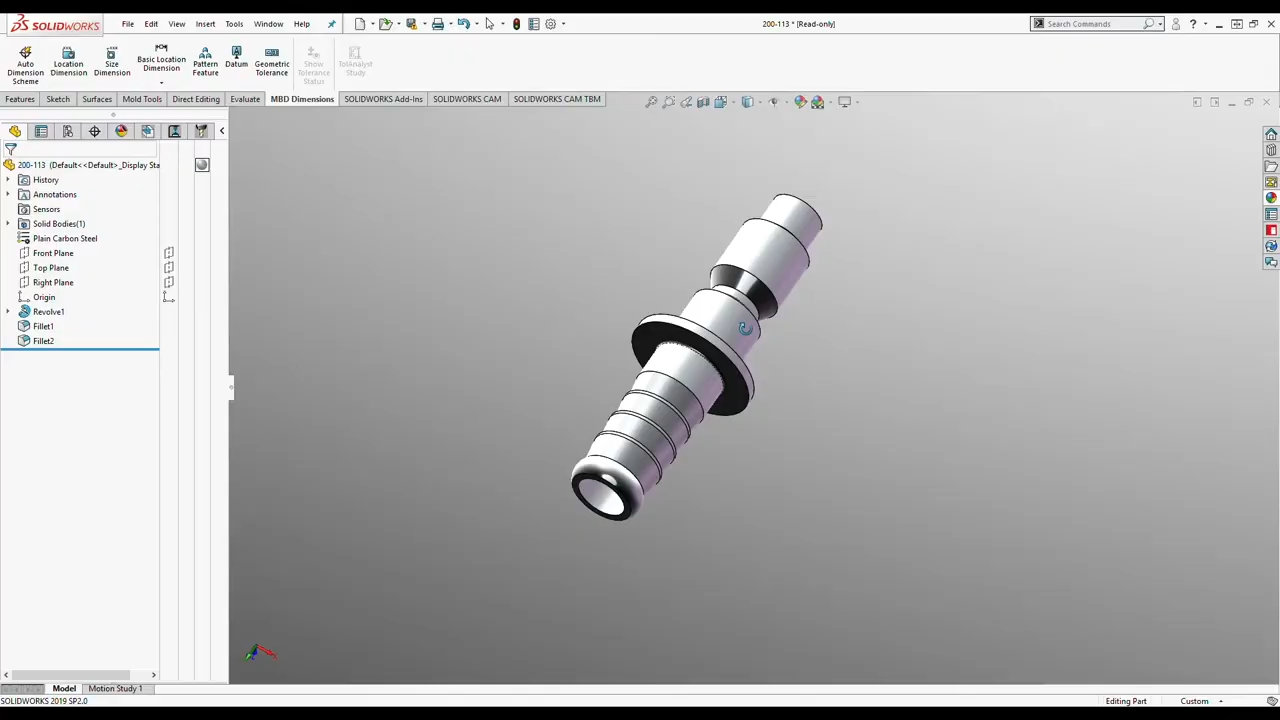 SOLIDWORKS File Edit View Insert Tools Window Help 200-113 * [Read-only] Search Commands
Auto Dimension Scheme
Location Dimension
Size Dimension
Basic Location Dimension
Pattern Feature
Datum
Geometric Tolerance
Show Tolerance Status
TolAnalyst Study
Features Sketch Surfaces Mold Tools Direct Editing Evaluate MBD Dimensions SOLIDWORKS Add-Ins SOLIDWORKS CAM SOLIDWORKS CAM TBM
200-113 (Default<<Default>_Display Sta
History
Annotations
Sensors
Solid Bodies(1)
Plain Carbon Steel
Front Plane
Top Plane
Right Plane
Origin
Revolve1
Fillet1
Fillet2
Model Motion Study 1
SOLIDWORKS 2019 SP2.0 Editing Part Custom